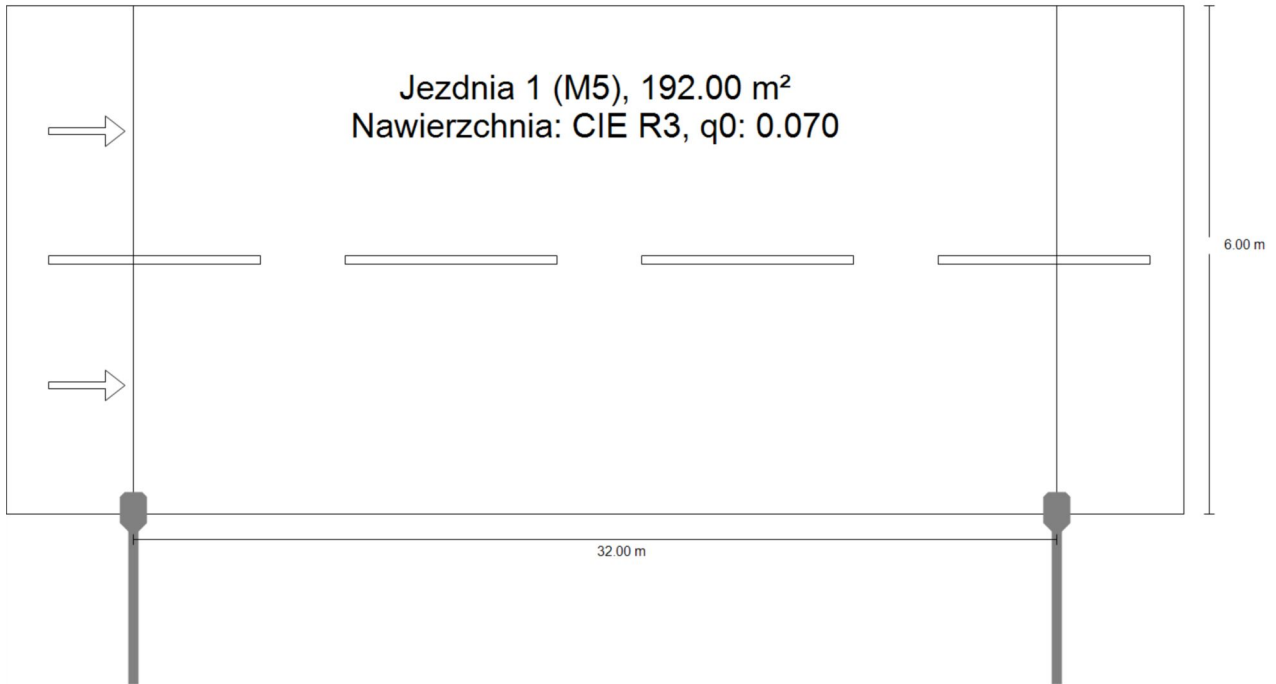 Jezdnia 1 (M5), 192.00 m²
Nawierzchnia: CIE R3, q0: 0.070
6.00 m
32.00 m